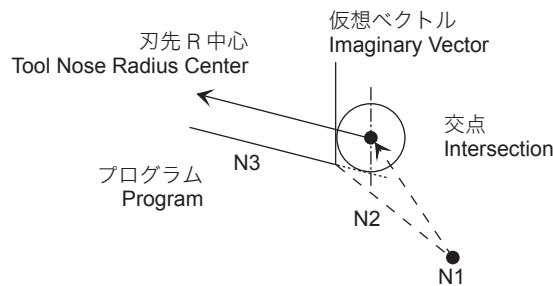 刃先 R 中心
Tool Nose Radius Center
仮想ベクトル
Imaginary Vector
交点
Intersection
N3
プログラム
Program
N2
N1